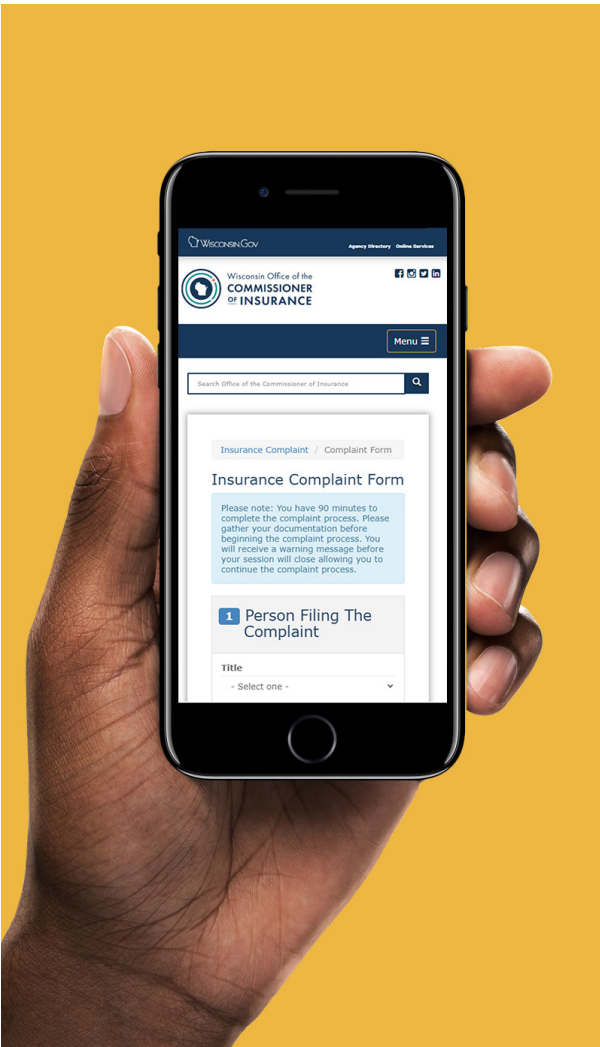 WISCONSIN.GOV
Agency Directory Online Services
Wisconsin Office of the
COMMISSIONER
OF INSURANCE
Menu
Search Office of the Commissioner of Insurance
Insurance Complaint / Complaint Form
Insurance Complaint Form
Please note: You have 90 minutes to
complete the complaint process. Please
gather your documentation before
beginning the complaint process. You
will receive a warning message before
your session will close allowing you to
continue the complaint process.
1 Person Filing The
Complaint
Title
- Select one -